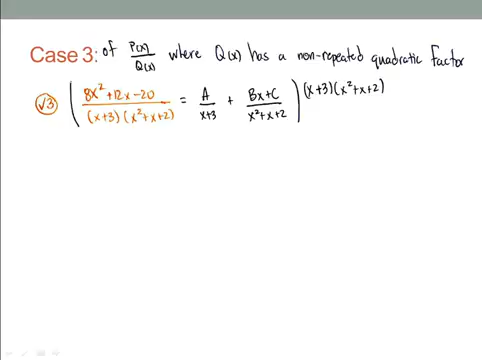 Case 3: of P(x)/Q(x) where Q(x) has a non-repeated quadratic factor
√3) ( (8x²+12x-20)/((x+3)(x²+x+2)) = A/(x+3) + (Bx+C)/(x²+x+2) ) (x+3)(x²+x+2)